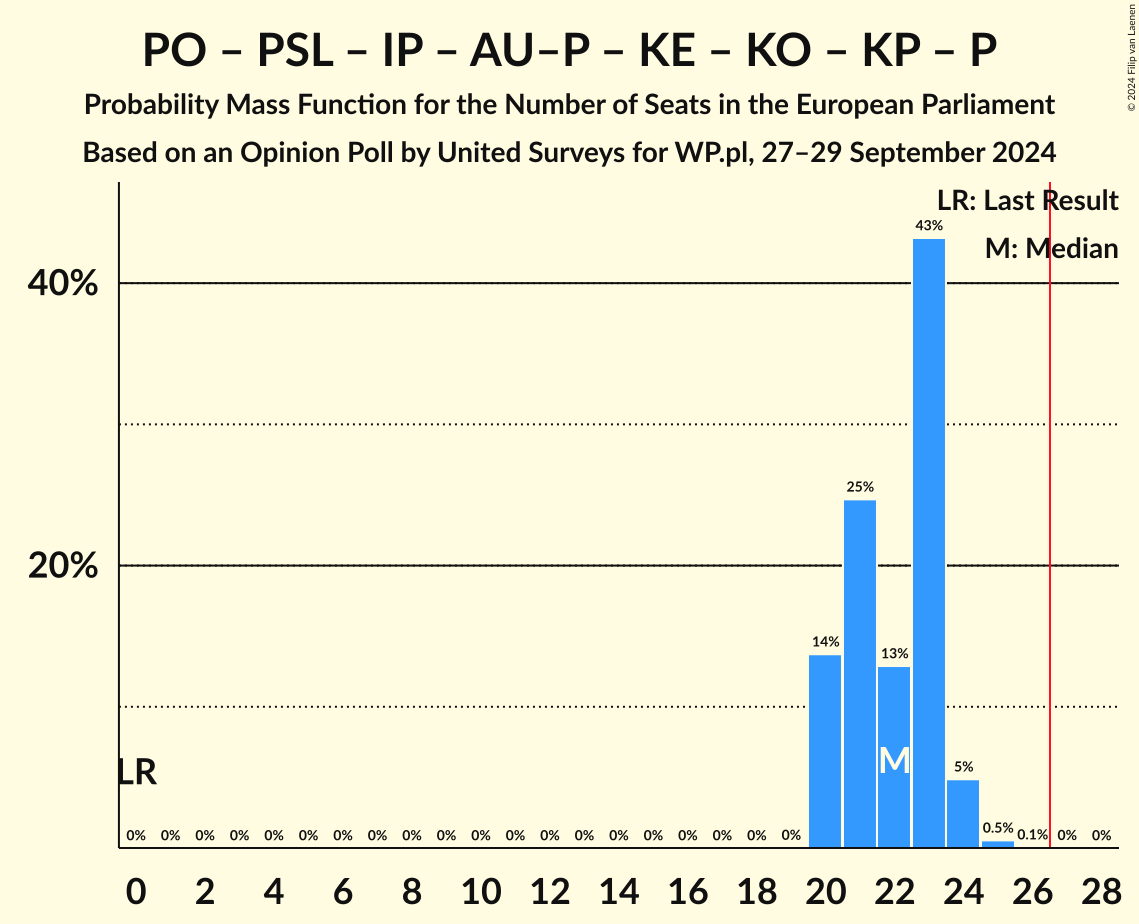 PO – PSL – IP – AU–P – KE – KO – KP – P
Probability Mass Function for the Number of Seats in the European Parliament
Based on an Opinion Poll by United Surveys for WP.pl, 27–29 September 2024
© 2024 Filip van Laenen
LR: Last Result
M: Median
40%
20%
43%
25%
14%
13%
5%
0.5%
0.1%
M
LR
0% 0% 0% 0% 0% 0% 0% 0% 0% 0% 0% 0% 0% 0% 0% 0% 0% 0% 0% 0% 0% 0%
0 2 4 6 8 10 12 14 16 18 20 22 24 26 28